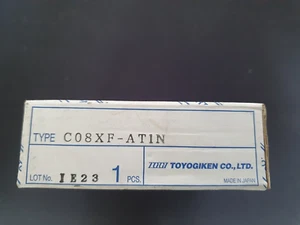 TYPE C08XF-AT1N
TOYOGIKEN CO., LTD.
LOT No. IE23 1 PCS. MADE IN JAPAN